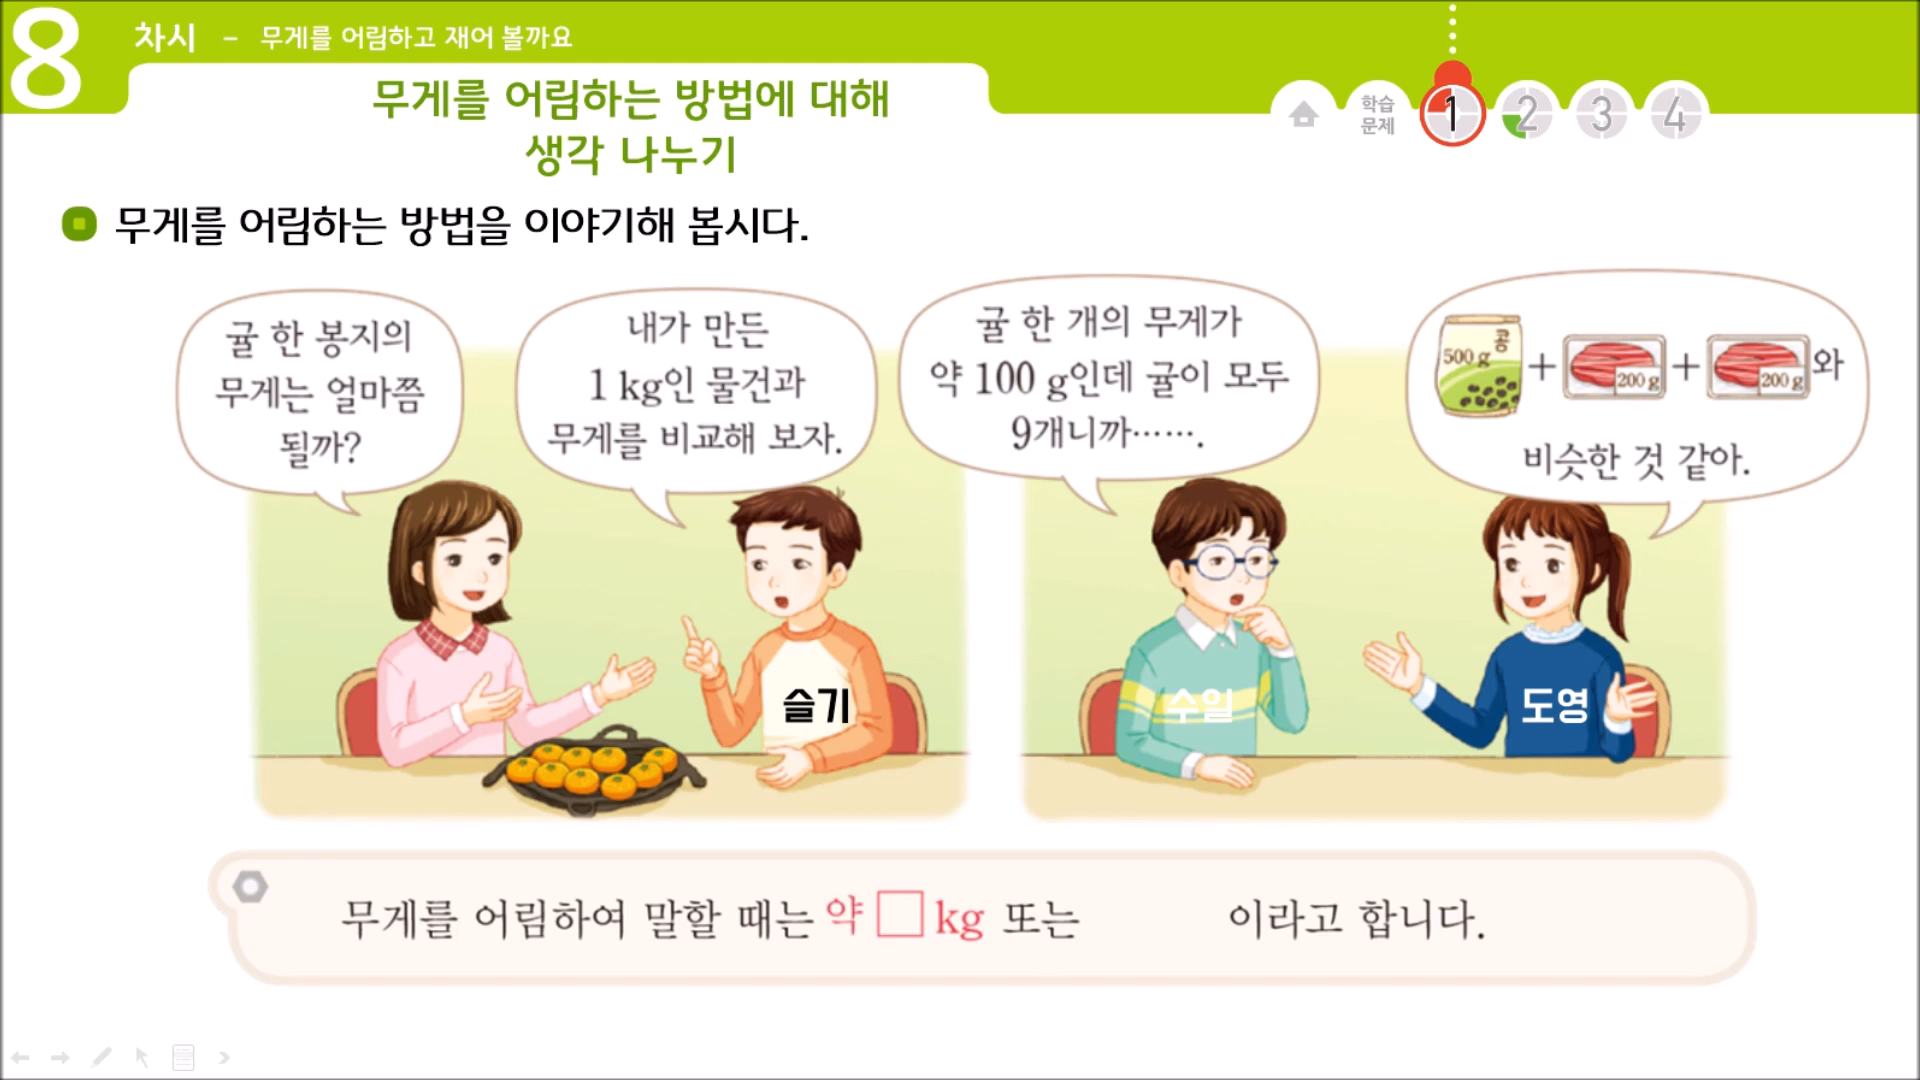 8 차시 - 무게를 어림하고 재어 볼까요
무게를 어림하는 방법에 대해
생각 나누기
학습
문제
1 2 3 4
무게를 어림하는 방법을 이야기해 봅시다.
귤 한 봉지의
무게는 얼마쯤
될까?
내가 만든
1 kg인 물건과
무게를 비교해 보자.
귤 한 개의 무게가
약 100 g인데 귤이 모두
9개니까…….
콩
500 g + 200 g + 200 g 와
비슷한 것 같아.
슬기
수일
도영
무게를 어림하여 말할 때는 약 □ kg 또는 이라고 합니다.